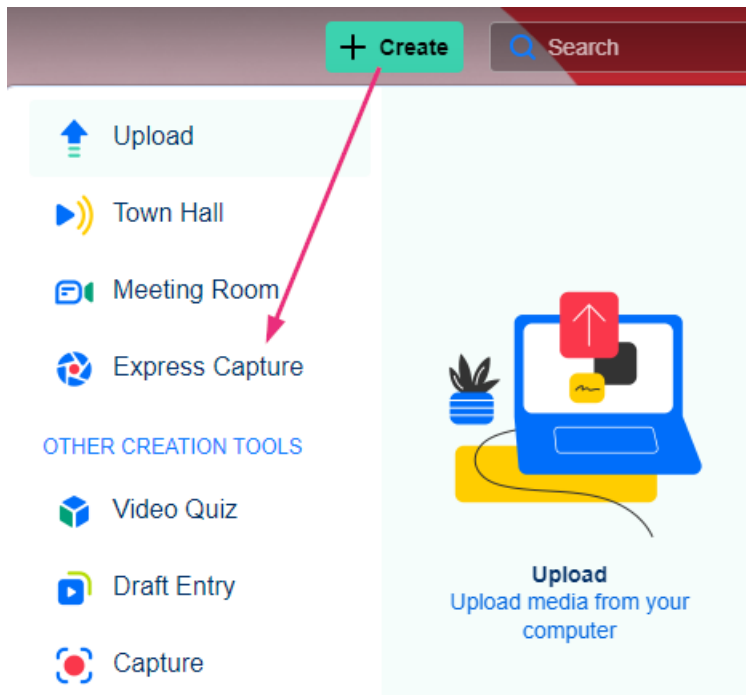 Create
Search
Upload
Town Hall
Meeting Room
Express Capture
OTHER CREATION TOOLS
Video Quiz
Draft Entry
Capture
Upload
Upload media from your
computer